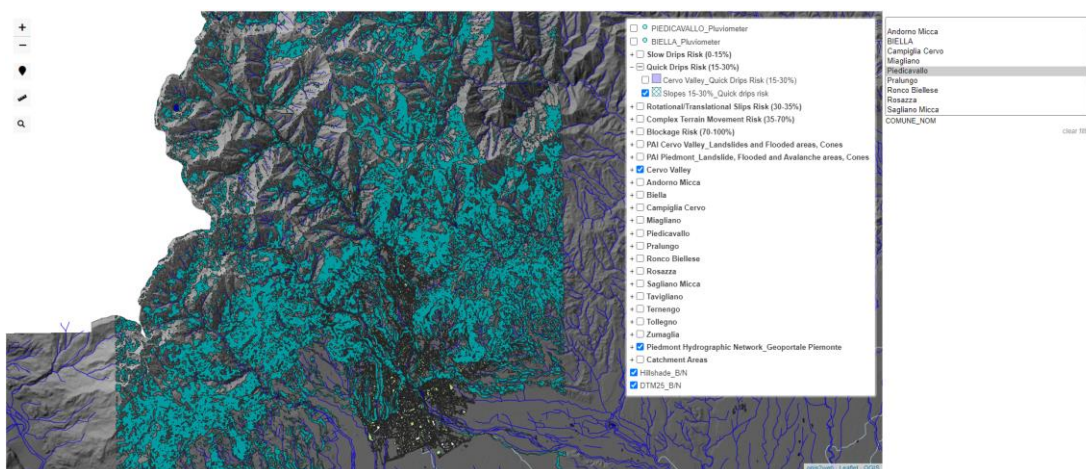 +
−
PIEDICAVALLO_Pluviometer
BIELLA_Pluviometer
+ Slow Drips Risk (0-15%)
− Quick Drips Risk (15-30%)
Cervo Valley_Quick Drips Risk (15-30%)
Slopes 15-30%_Quick drips risk
+ Rotational/Translational Slips Risk (30-35%)
+ Complex Terrain Movement Risk (35-70%)
+ Blockage Risk (70-100%)
+ PAI Cervo Valley_Landslides and Flooded areas, Cones
+ PAI Piedmont_Landslide, Flooded and Avalanche areas, Cones
+ Cervo Valley
+ Andorno Micca
+ Biella
+ Campiglia Cervo
+ Miagliano
+ Piedicavallo
+ Pralungo
+ Ronco Biellese
+ Rosazza
+ Sagliano Micca
+ Tavigliano
+ Ternengo
+ Tollegno
+ Zumaglia
+ Piedmont Hydrographic Network_Geoportale Piemonte
+ Catchment Areas
Hillshade_B/N
DTM25_B/N
qgis2web · Leaflet · QGIS
Andorno Micca
BIELLA
Campiglia Cervo
Miagliano
Piedicavallo
Pralungo
Ronco Biellese
Rosazza
Sagliano Micca
COMUNE_NOM
clear fil